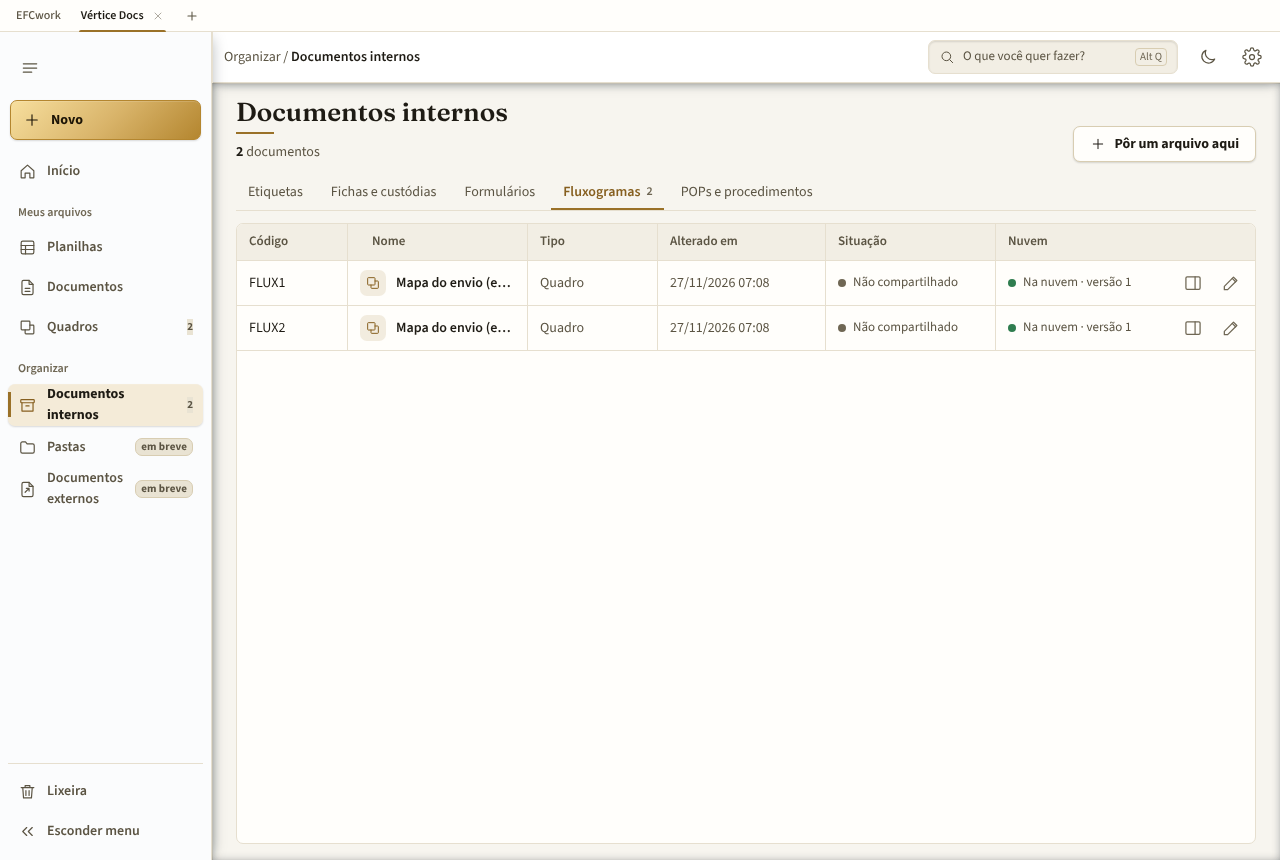 EFCwork
Vértice Docs
Organizar / Documentos internos
O que você quer fazer?
Alt Q
Novo
Início
Meus arquivos
Planilhas
Documentos
Quadros 2
Organizar
Documentos internos 2
Pastas em breve
Documentos externos em breve
Lixeira
Esconder menu
Documentos internos
2 documentos
Pôr um arquivo aqui
Etiquetas
Fichas e custódias
Formulários
Fluxogramas 2
POPs e procedimentos
Código Nome Tipo Alterado em Situação Nuvem
FLUX1 Mapa do envio (e... Quadro 27/11/2026 07:08 Não compartilhado Na nuvem · versão 1
FLUX2 Mapa do envio (e... Quadro 27/11/2026 07:08 Não compartilhado Na nuvem · versão 1